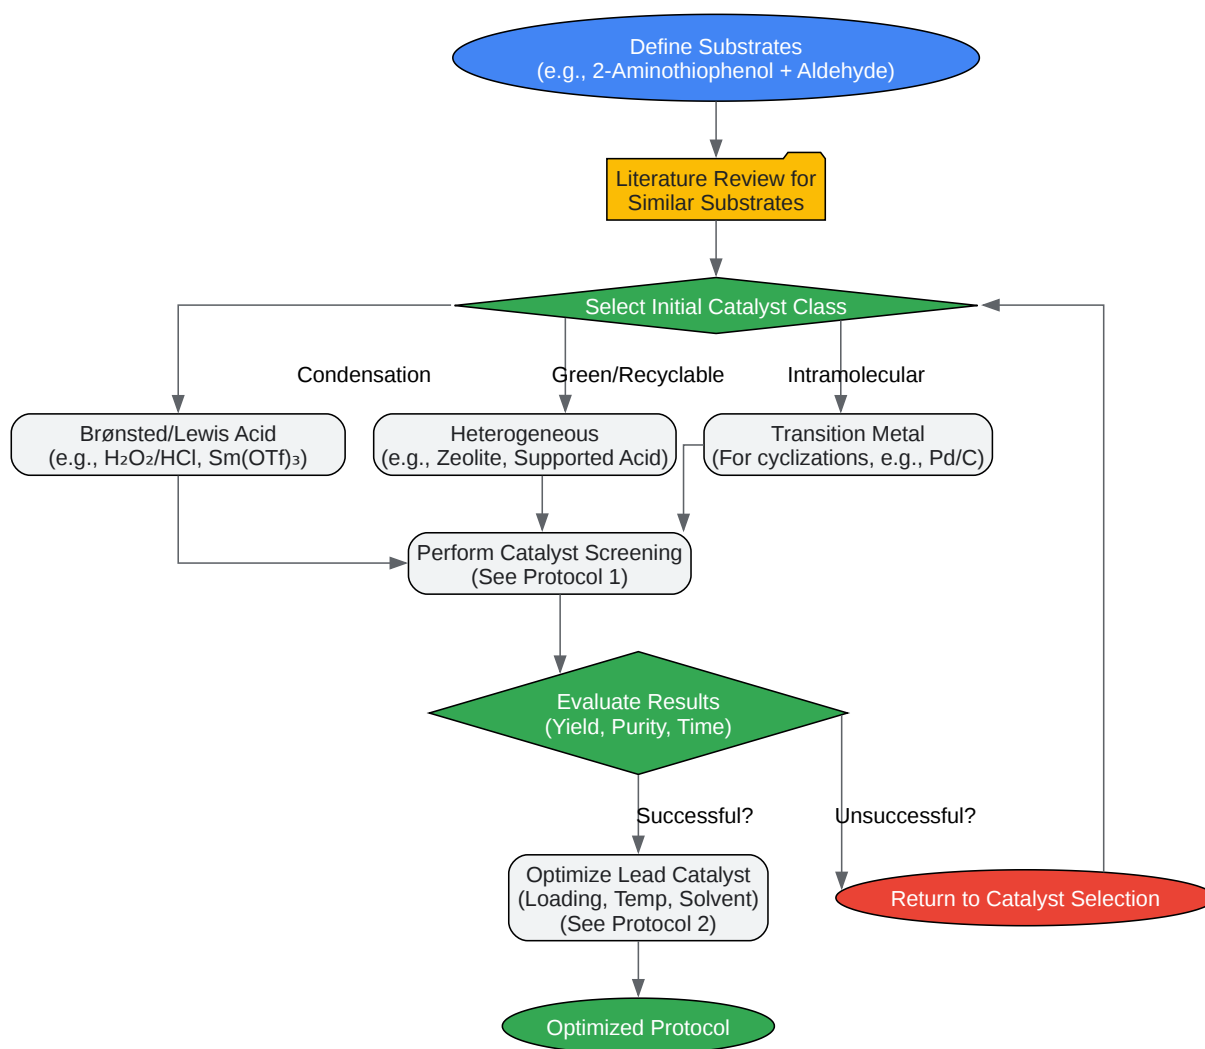 Define Substrates
(e.g., 2-Aminothiophenol + Aldehyde)
Literature Review for
Similar Substrates
Select Initial Catalyst Class
Condensation
Green/Recyclable
Intramolecular
Brønsted/Lewis Acid
(e.g., H₂O₂/HCl, Sm(OTf)₃)
Heterogeneous
(e.g., Zeolite, Supported Acid)
Transition Metal
(For cyclizations, e.g., Pd/C)
Perform Catalyst Screening
(See Protocol 1)
Evaluate Results
(Yield, Purity, Time)
Successful?
Unsuccessful?
Optimize Lead Catalyst
(Loading, Temp, Solvent)
(See Protocol 2)
Return to Catalyst Selection
Optimized Protocol